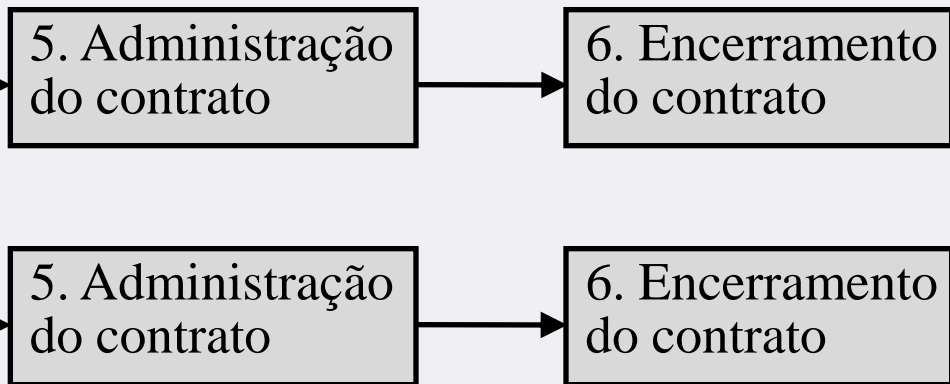 5. Administração
do contrato
6. Encerramento
do contrato
5. Administração
do contrato
6. Encerramento
do contrato